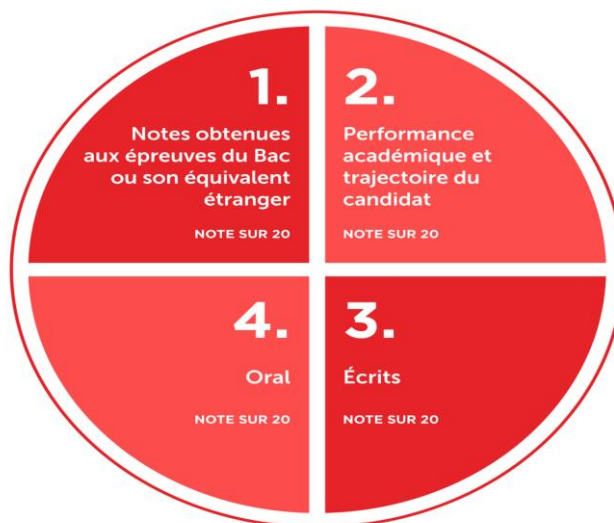 1.
Notes obtenues
aux épreuves du Bac
ou son équivalent
étranger
NOTE SUR 20
2.
Performance
académique et
trajectoire du
candidat
NOTE SUR 20
4.
Oral
NOTE SUR 20
3.
Écrits
NOTE SUR 20